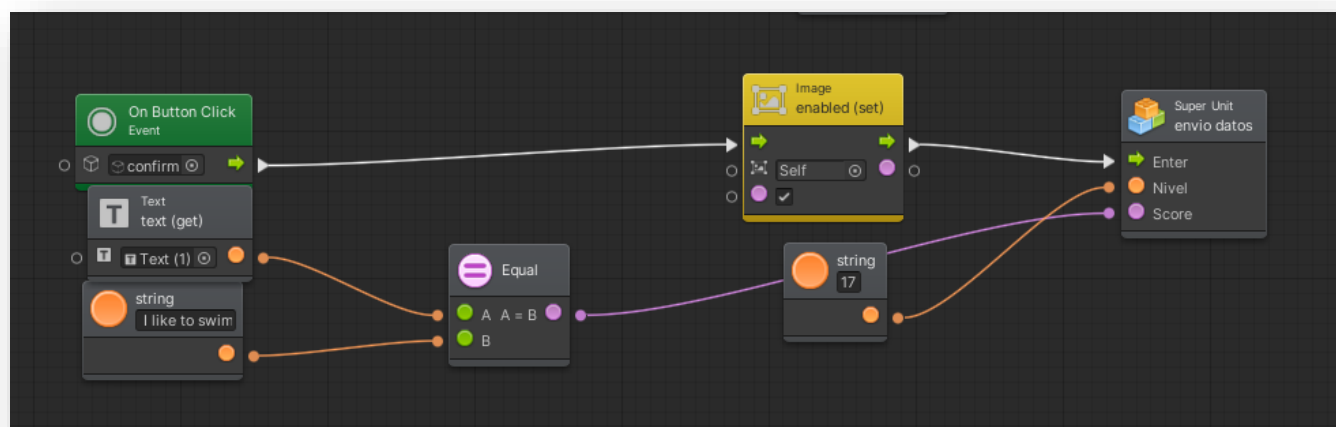 On Button Click
Event
confirm
Text
text (get)
Text (1)
string
I like to swim
Equal
A A = B
B
Image
enabled (set)
Self
string
17
Super Unit
envio datos
Enter
Nivel
Score